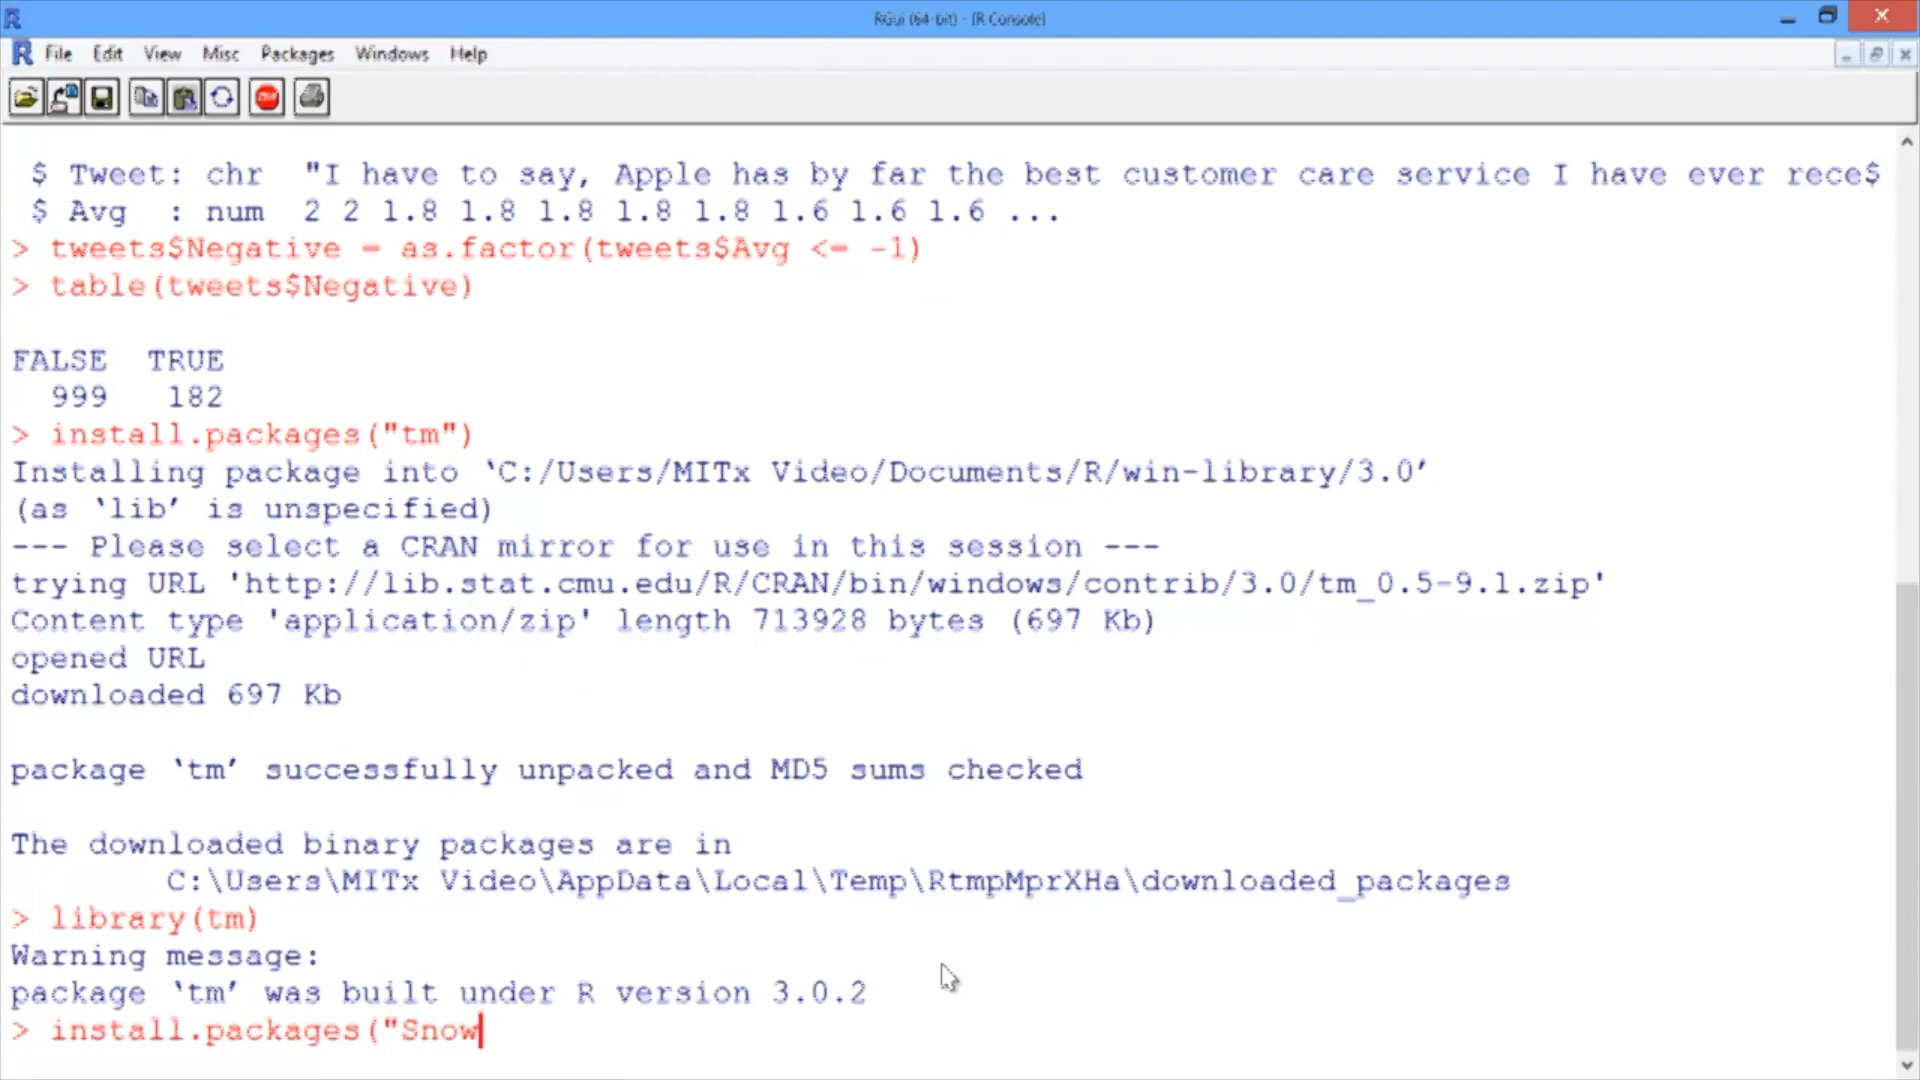 RGui (64-bit) - [R Console]
File Edit View Misc Packages Windows Help
STOP
$ Tweet: chr  "I have to say, Apple has by far the best customer care service I have ever rece$
$ Avg  : num  2 2 1.8 1.8 1.8 1.8 1.8 1.6 1.6 1.6 ...
> tweets$Negative = as.factor(tweets$Avg <= -1)
> table(tweets$Negative)
FALSE  TRUE
  999   182
> install.packages("tm")
Installing package into ‘C:/Users/MITx Video/Documents/R/win-library/3.0’
(as ‘lib’ is unspecified)
--- Please select a CRAN mirror for use in this session ---
trying URL 'http://lib.stat.cmu.edu/R/CRAN/bin/windows/contrib/3.0/tm_0.5-9.1.zip'
Content type 'application/zip' length 713928 bytes (697 Kb)
opened URL
downloaded 697 Kb
package ‘tm’ successfully unpacked and MD5 sums checked
The downloaded binary packages are in
        C:\Users\MITx Video\AppData\Local\Temp\RtmpMprXHa\downloaded_packages
> library(tm)
Warning message:
package ‘tm’ was built under R version 3.0.2
> install.packages("Snow